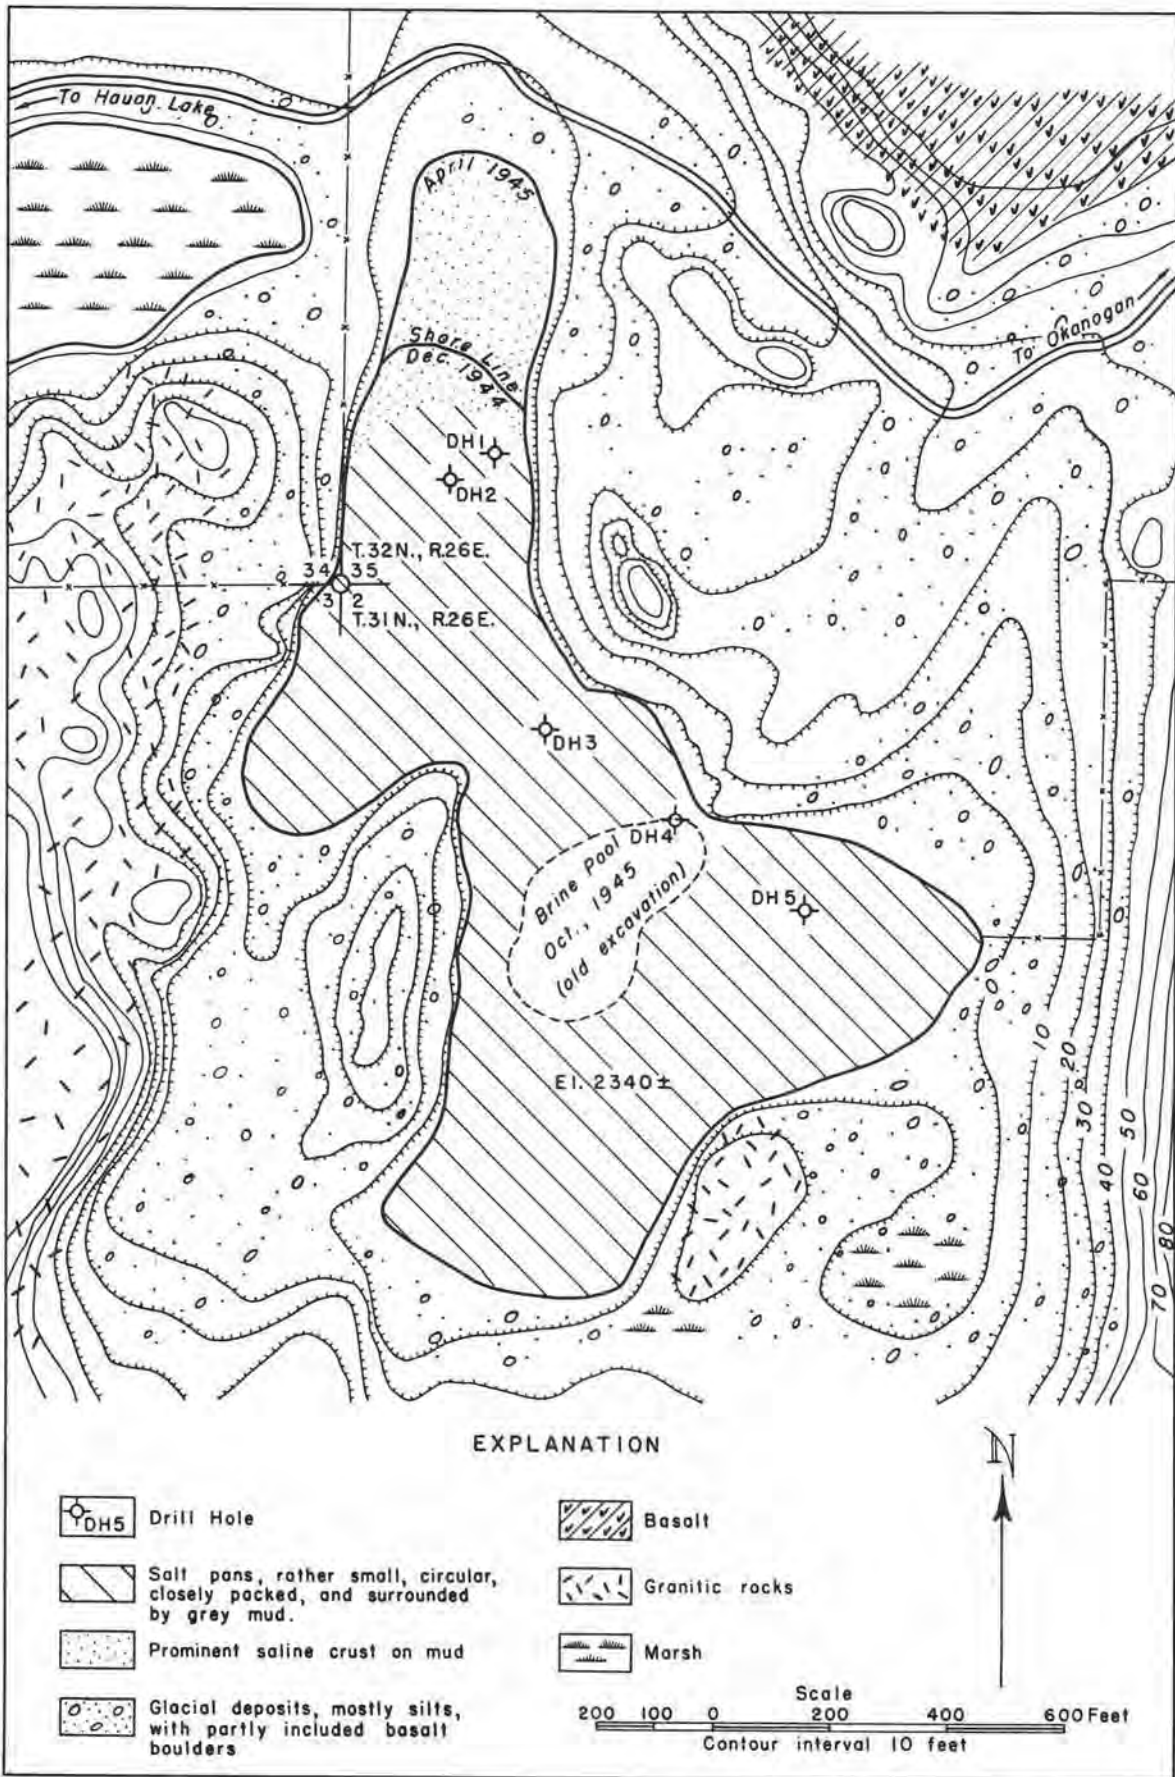 To Hauan Lake
April 1945
Shore Line
Dec. 1944
To Okanogan
DH1
DH2
T.32N., R.26E.
34 35
3 2
T.31N., R.26E.
DH3
DH4
Brine Pool
Oct., 1945
(old excavation)
DH5
El. 2340±
10
20
30
40
50
60
70
80
EXPLANATION
N
DH5 Drill Hole
Salt pans, rather small, circular,
closely packed, and surrounded
by grey mud.
Prominent saline crust on mud
Glacial deposits, mostly silts,
with partly included basalt
boulders
Basalt
Granitic rocks
Marsh
Scale
200 100 0 200 400 600 Feet
Contour interval 10 feet